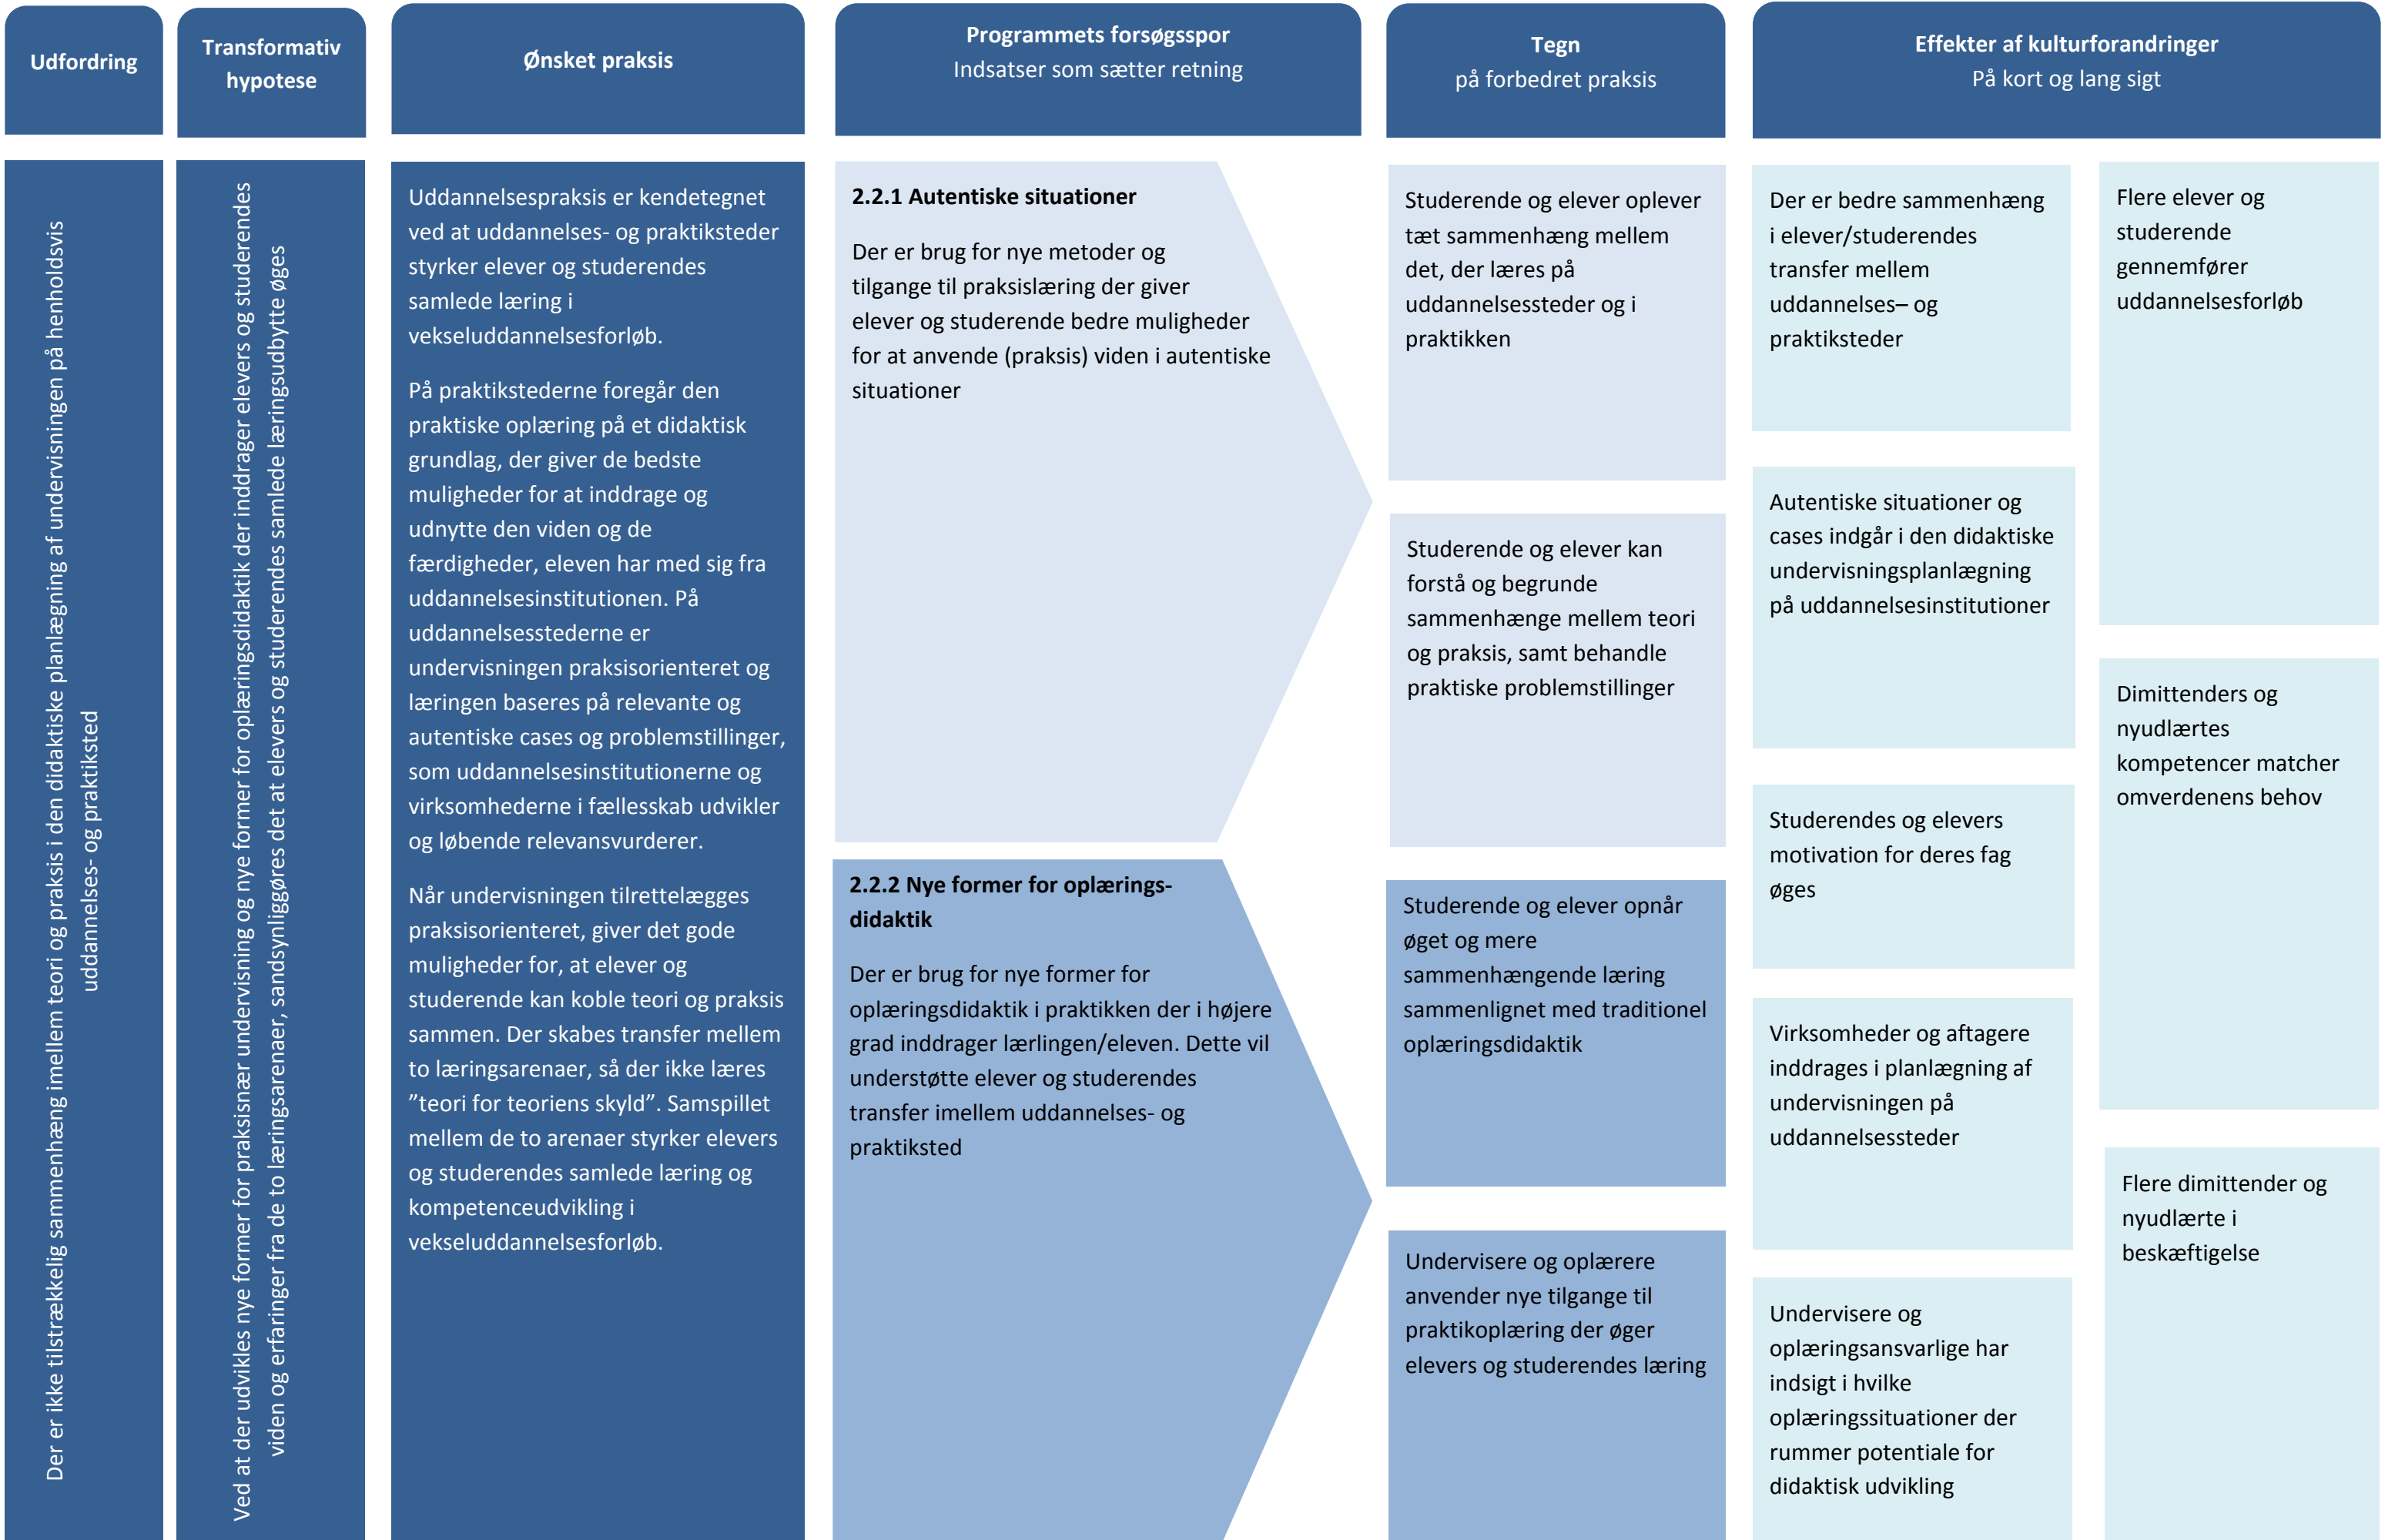 Udfordring
Transformativ
hypotese
Ønsket praksis
Programmets forsøgsspor
Indsatser som sætter retning
Tegn
på forbedret praksis
Effekter af kulturforandringer
På kort og lang sigt
Der er ikke tilstrækkelig sammenhæng imellem teori og praksis i den didaktiske planlægning af undervisningen på henholdsvis
uddannelses- og praktiksted
Ved at der udvikles nye former for praksisnær undervisning og nye former for oplæringsdidaktik der inddrager elevers og studerendes
viden og erfaringer fra de to læringsarenaer, sandsynliggøres det at elevers og studerendes samlede læringsudbytte øges
Uddannelsespraksis er kendetegnet
ved at uddannelses- og praktiksteder
styrker elever og studerendes
samlede læring i
vekseluddannelsesforløb.
På praktikstederne foregår den
praktiske oplæring på et didaktisk
grundlag, der giver de bedste
muligheder for at inddrage og
udnytte den viden og de
færdigheder, eleven har med sig fra
uddannelsesinstitutionen. På
uddannelsesstederne er
undervisningen praksisorienteret og
læringen baseres på relevante og
autentiske cases og problemstillinger,
som uddannelsesinstitutionerne og
virksomhederne i fællesskab udvikler
og løbende relevansvurderer.
Når undervisningen tilrettelægges
praksisorienteret, giver det gode
muligheder for, at elever og
studerende kan koble teori og praksis
sammen. Der skabes transfer mellem
to læringsarenaer, så der ikke læres
”teori for teoriens skyld”. Samspillet
mellem de to arenaer styrker elevers
og studerendes samlede læring og
kompetenceudvikling i
vekseluddannelsesforløb.
2.2.1 Autentiske situationer
Der er brug for nye metoder og
tilgange til praksislæring der giver
elever og studerende bedre muligheder
for at anvende (praksis) viden i autentiske
situationer
2.2.2 Nye former for oplærings-
didaktik
Der er brug for nye former for
oplæringsdidaktik i praktikken der i højere
grad inddrager lærlingen/eleven. Dette vil
understøtte elever og studerendes
transfer imellem uddannelses- og
praktiksted
Studerende og elever oplever
tæt sammenhæng mellem
det, der læres på
uddannelsessteder og i
praktikken
Studerende og elever kan
forstå og begrunde
sammenhænge mellem teori
og praksis, samt behandle
praktiske problemstillinger
Studerende og elever opnår
øget og mere
sammenhængende læring
sammenlignet med traditionel
oplæringsdidaktik
Undervisere og oplærere
anvender nye tilgange til
praktikoplæring der øger
elevers og studerendes læring
Der er bedre sammenhæng
i elever/studerendes
transfer mellem
uddannelses– og
praktiksteder
Autentiske situationer og
cases indgår i den didaktiske
undervisningsplanlægning
på uddannelsesinstitutioner
Studerendes og elevers
motivation for deres fag
øges
Virksomheder og aftagere
inddrages i planlægning af
undervisningen på
uddannelsessteder
Undervisere og
oplæringsansvarlige har
indsigt i hvilke
oplæringssituationer der
rummer potentiale for
didaktisk udvikling
Flere elever og
studerende
gennemfører
uddannelsesforløb
Dimittenders og
nyudlærtes
kompetencer matcher
omverdenens behov
Flere dimittender og
nyudlærte i
beskæftigelse